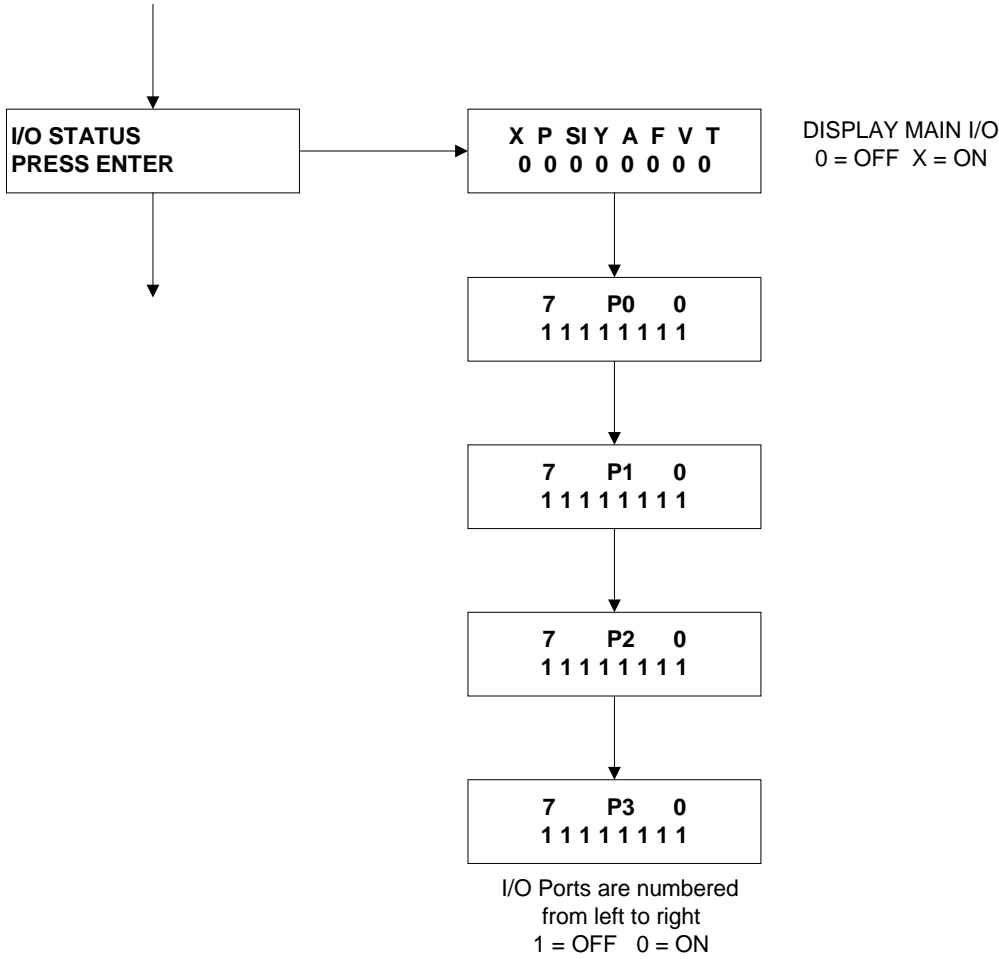 I/O STATUS
PRESS ENTER
X P SI Y A F V T
0 0 0 0 0 0 0 0
DISPLAY MAIN I/O
0 = OFF X = ON
7 P0 0
1 1 1 1 1 1 1 1
7 P1 0
1 1 1 1 1 1 1 1
7 P2 0
1 1 1 1 1 1 1 1
7 P3 0
1 1 1 1 1 1 1 1
I/O Ports are numbered
from left to right
1 = OFF 0 = ON